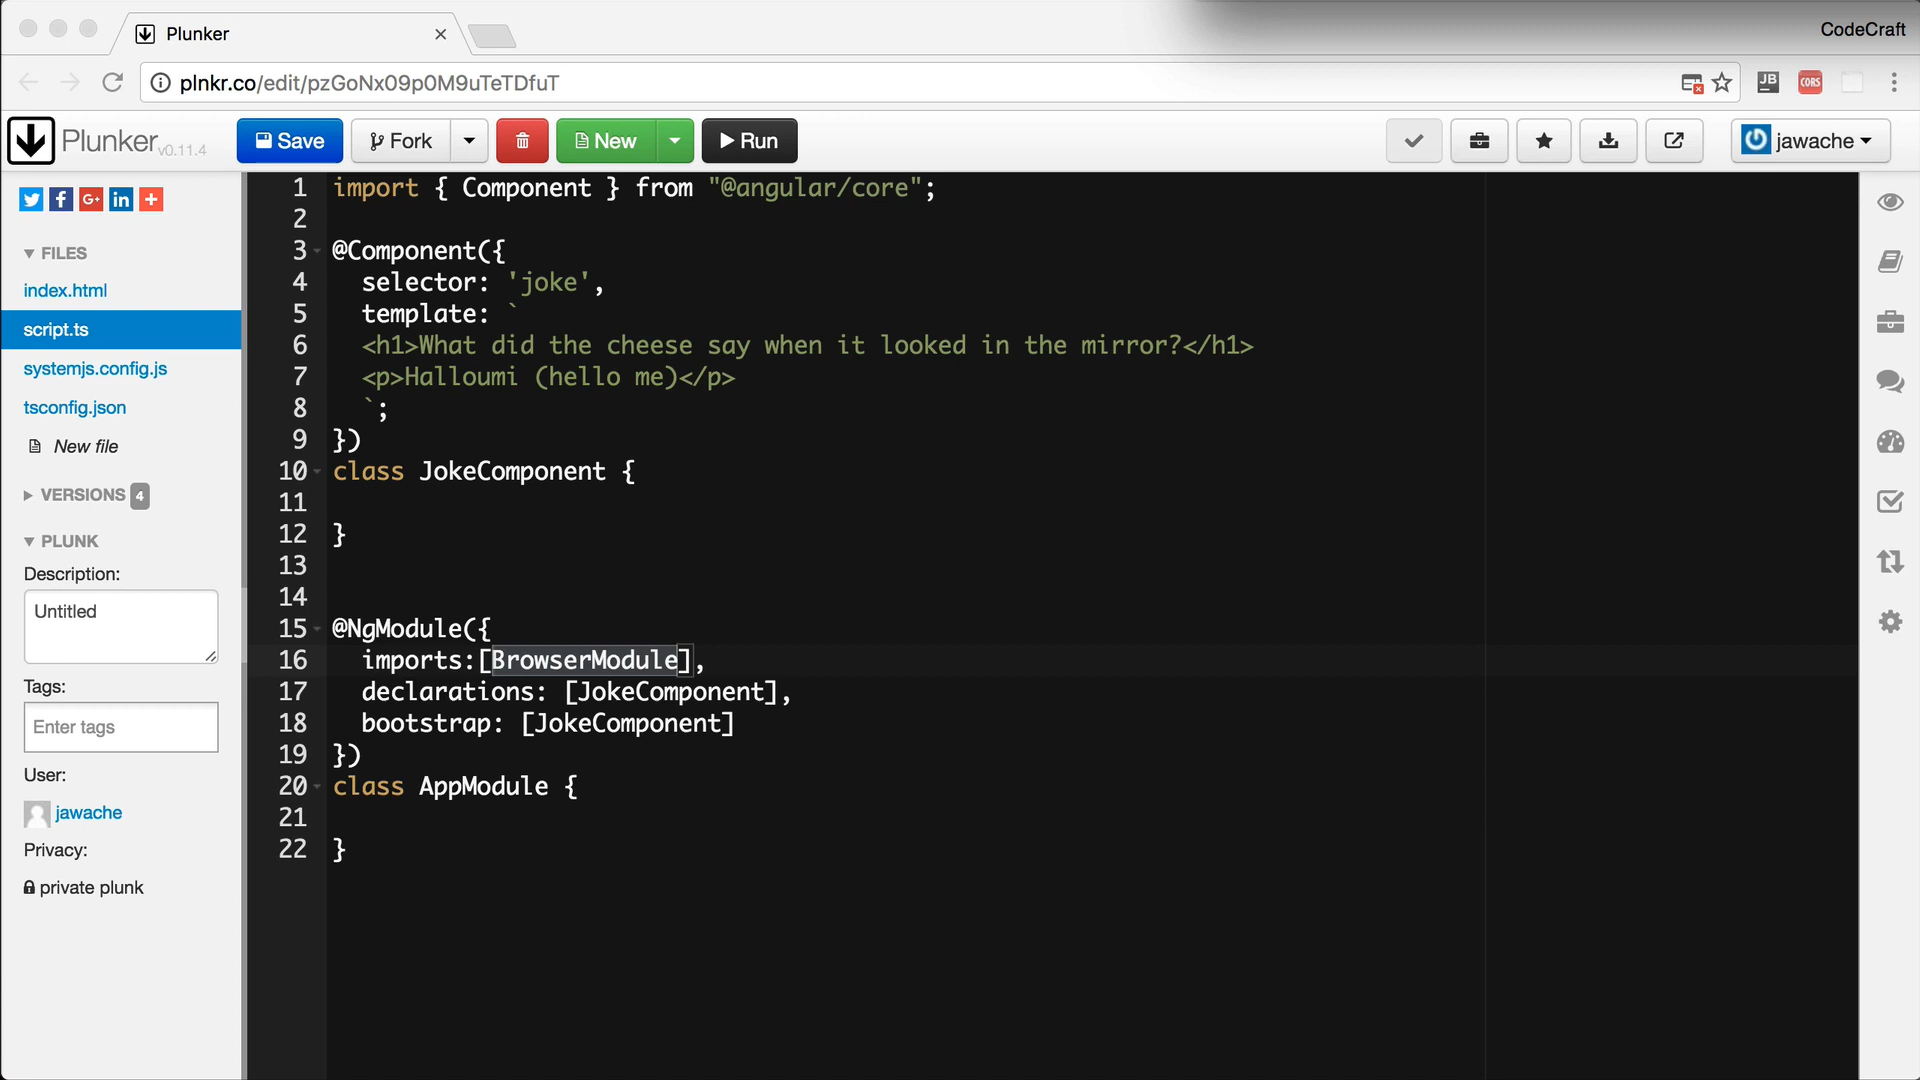 Plunker
CodeCraft
plnkr.co/edit/pzGoNx09p0M9uTeTDfuT
JB
CORS
Plunker v0.11.4
Save
Fork
New
Run
jawache
FILES
index.html
script.ts
systemjs.config.js
tsconfig.json
New file
VERSIONS 4
PLUNK
Description:
Untitled
Tags:
Enter tags
User:
jawache
Privacy:
private plunk
1 import { Component } from "@angular/core";
2
3 @Component({
4 selector: 'joke',
5 template: `
6 <h1>What did the cheese say when it looked in the mirror?</h1>
7 <p>Halloumi (hello me)</p>
8 `;
9 })
10 class JokeComponent {
11
12 }
13
14
15 @NgModule({
16 imports:[BrowserModule],
17 declarations: [JokeComponent],
18 bootstrap: [JokeComponent]
19 })
20 class AppModule {
21
22 }